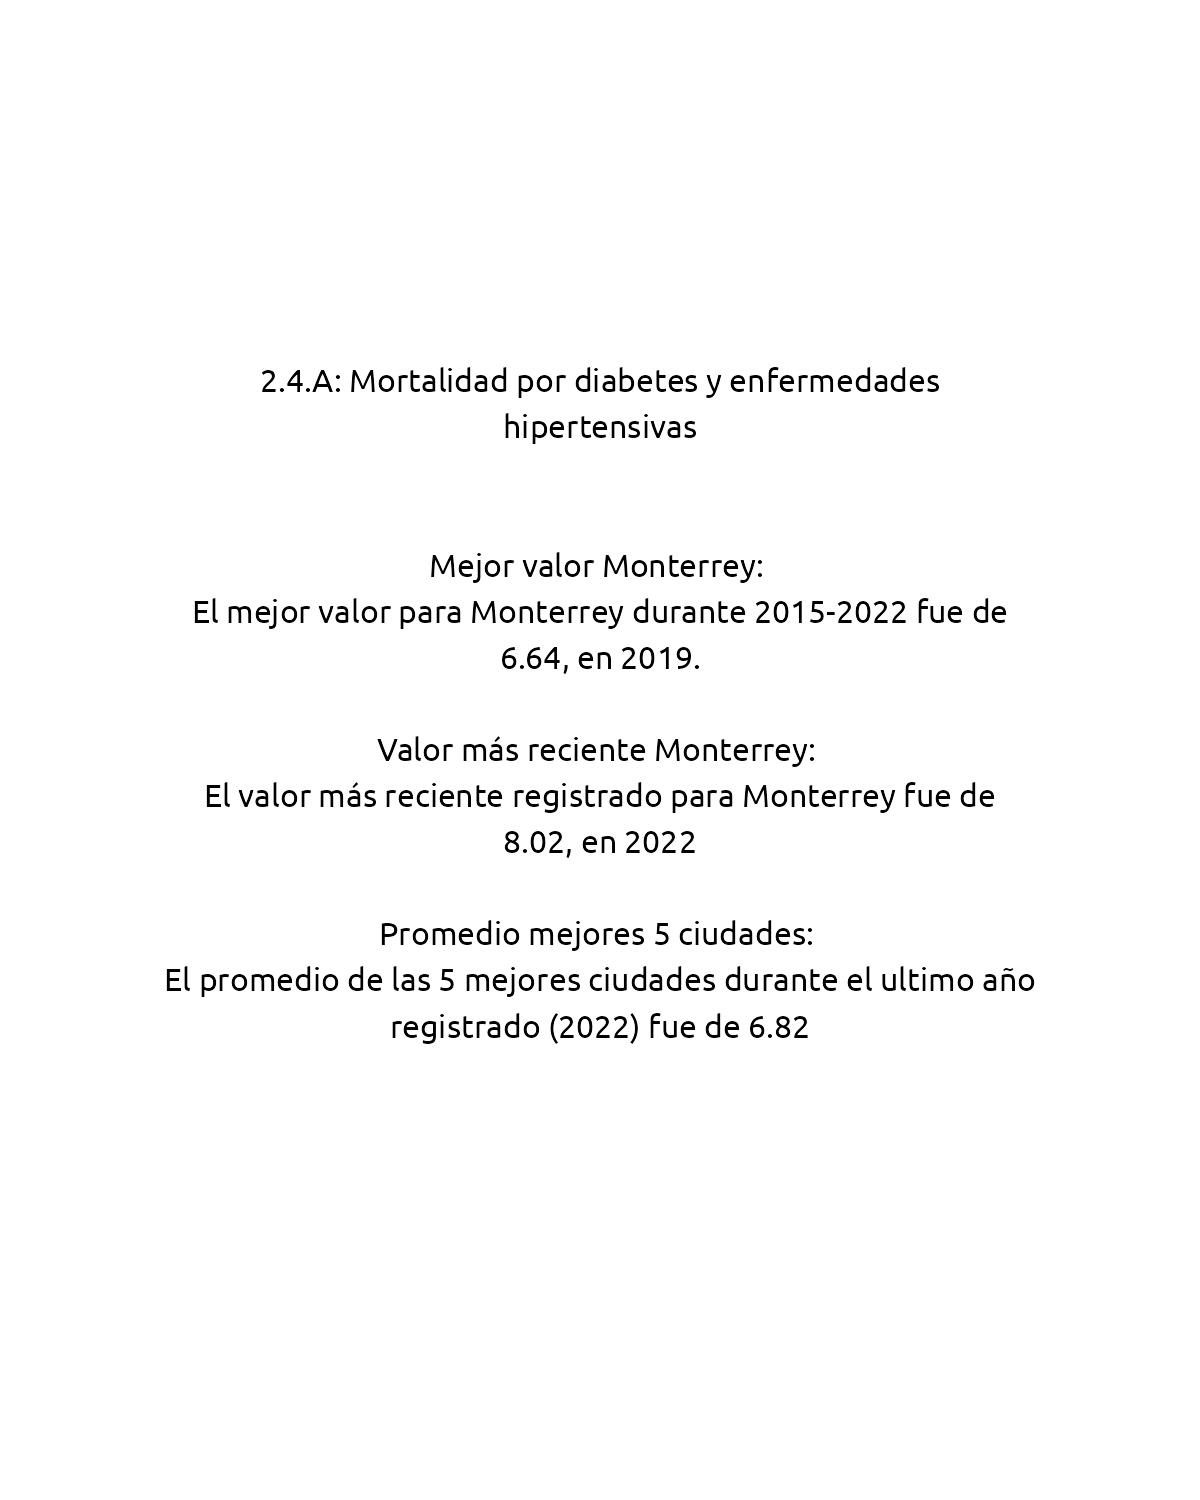 2.4.A: Mortalidad por diabetes y enfermedades
hipertensivas
Mejor valor Monterrey:
El mejor valor para Monterrey durante 2015-2022 fue de
6.64, en 2019.
Valor más reciente Monterrey:
El valor más reciente registrado para Monterrey fue de
8.02, en 2022
Promedio mejores 5 ciudades:
El promedio de las 5 mejores ciudades durante el ultimo año
registrado (2022) fue de 6.82